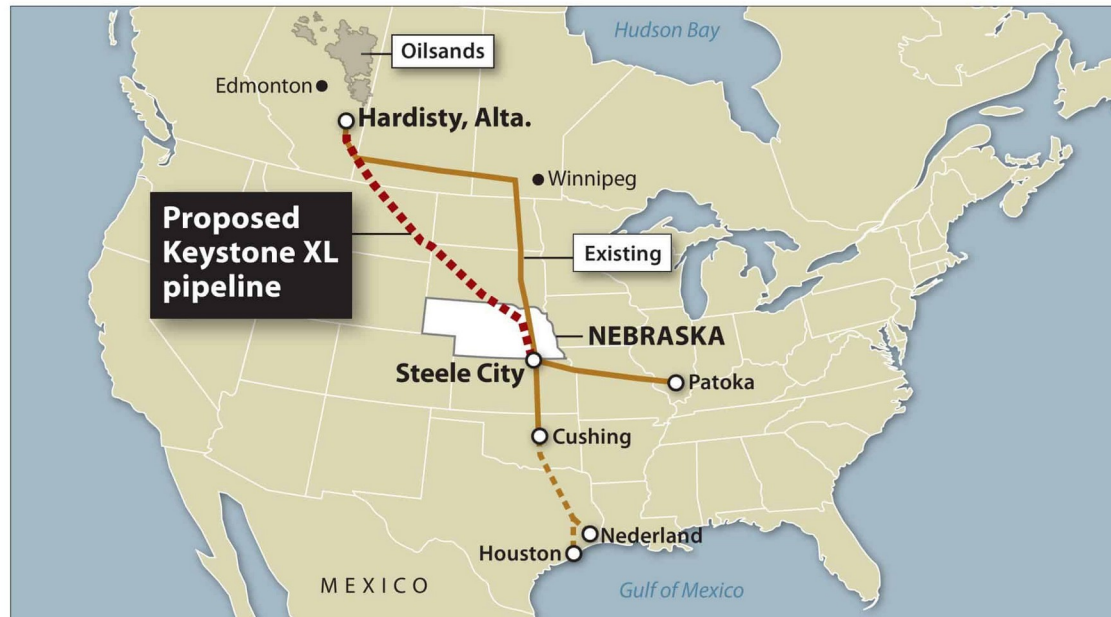 Hudson Bay
Oilsands
Edmonton
Hardisty, Alta.
Winnipeg
Proposed
Keystone XL
pipeline
Existing
NEBRASKA
Steele City
Patoka
Cushing
Nederland
Houston
MEXICO
Gulf of Mexico